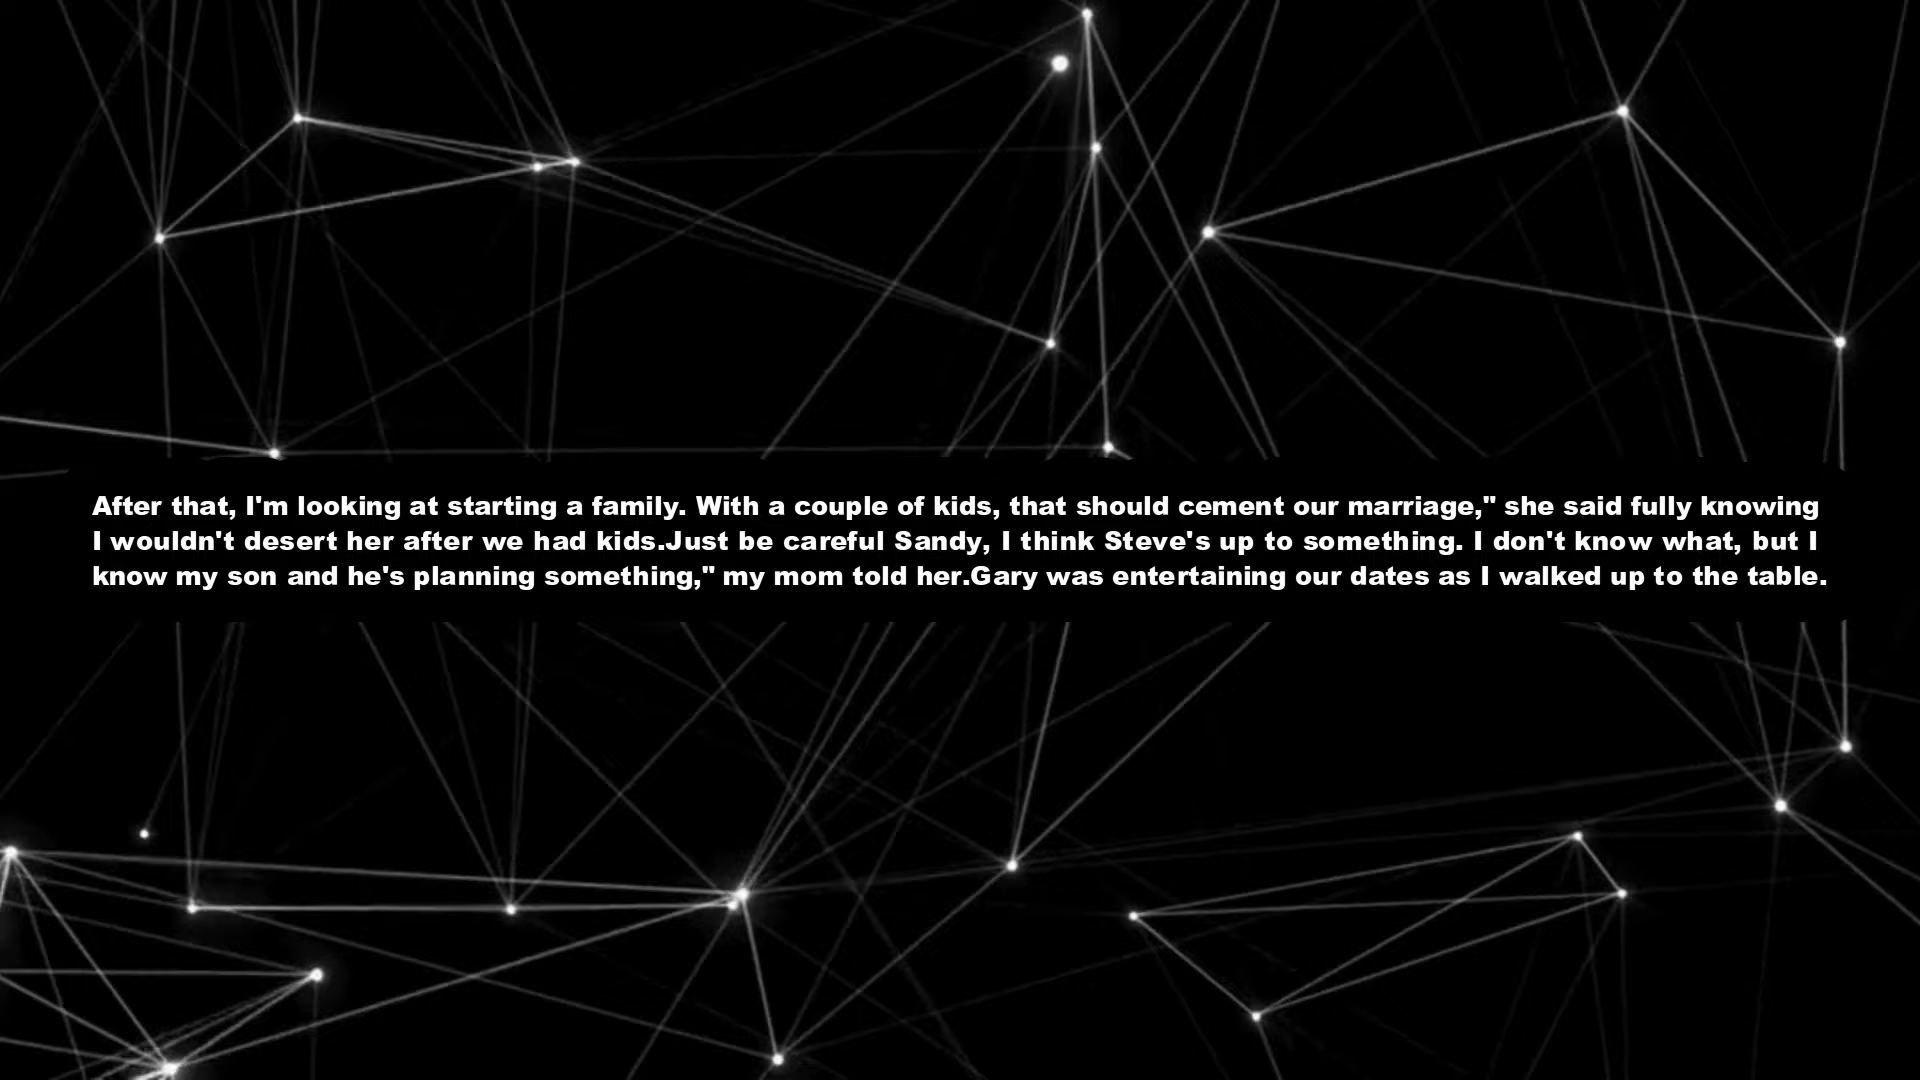 After that, I'm looking at starting a family. With a couple of kids, that should cement our marriage," she said fully knowing
I wouldn't desert her after we had kids.Just be careful Sandy, I think Steve's up to something. I don't know what, but I
know my son and he's planning something," my mom told her.Gary was entertaining our dates as I walked up to the table.